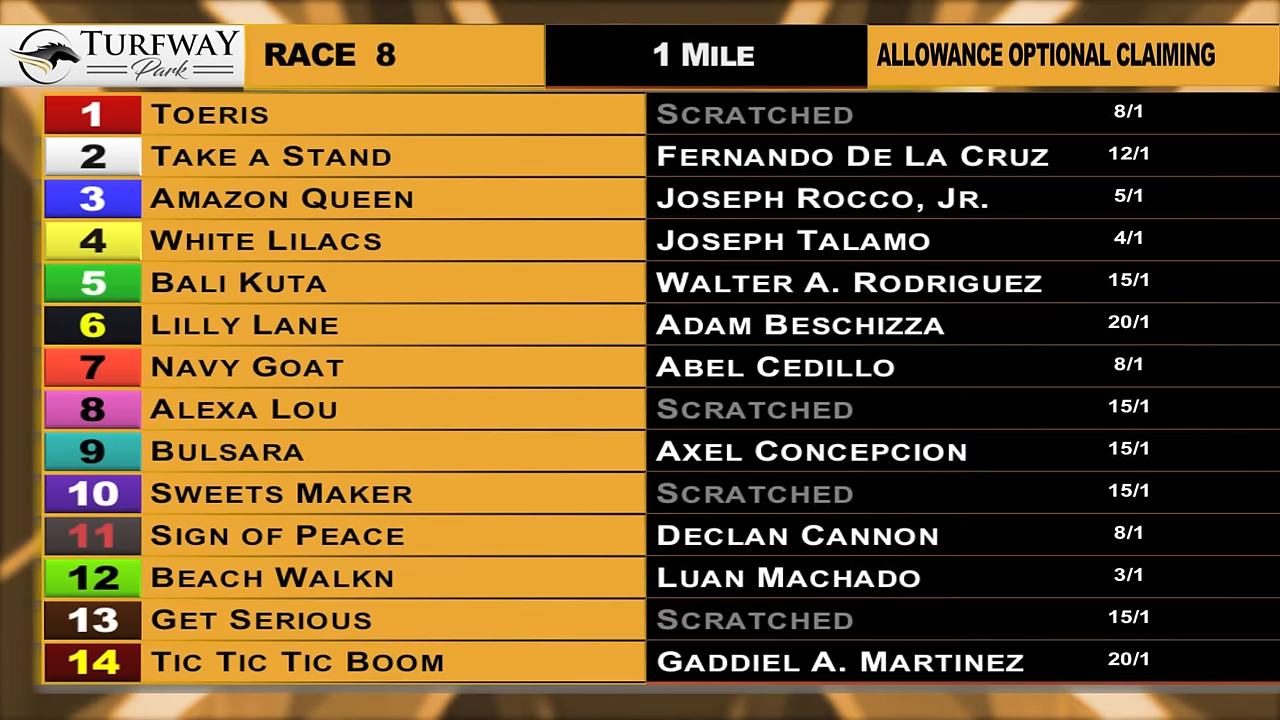 TURFWAY Park RACE 8 1 MILE ALLOWANCE OPTIONAL CLAIMING
1 TOERIS SCRATCHED 8/1
2 TAKE A STAND FERNANDO DE LA CRUZ 12/1
3 AMAZON QUEEN JOSEPH ROCCO, JR. 5/1
4 WHITE LILACS JOSEPH TALAMO 4/1
5 BALI KUTA WALTER A. RODRIGUEZ 15/1
6 LILLY LANE ADAM BESCHIZZA 20/1
7 NAVY GOAT ABEL CEDILLO 8/1
8 ALEXA LOU SCRATCHED 15/1
9 BULSARA AXEL CONCEPCION 15/1
10 SWEETS MAKER SCRATCHED 15/1
11 SIGN OF PEACE DECLAN CANNON 8/1
12 BEACH WALKN LUAN MACHADO 3/1
13 GET SERIOUS SCRATCHED 15/1
14 TIC TIC TIC BOOM GADDIEL A. MARTINEZ 20/1